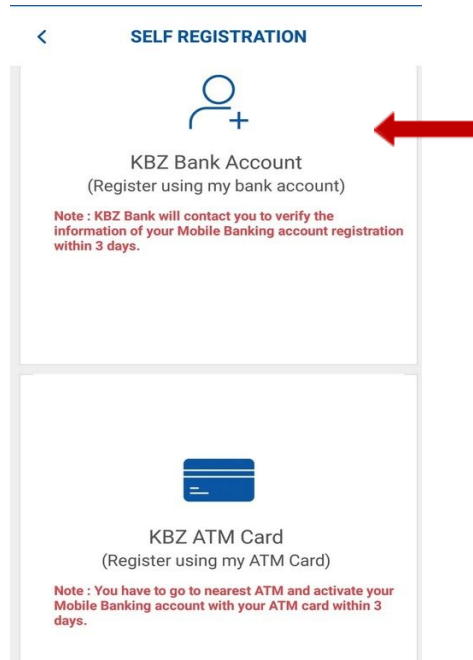 SELF REGISTRATION
KBZ Bank Account
(Register using my bank account)
Note : KBZ Bank will contact you to verify the
information of your Mobile Banking account registration
within 3 days.
KBZ ATM Card
(Register using my ATM Card)
Note : You have to go to nearest ATM and activate your
Mobile Banking account with your ATM card within 3
days.